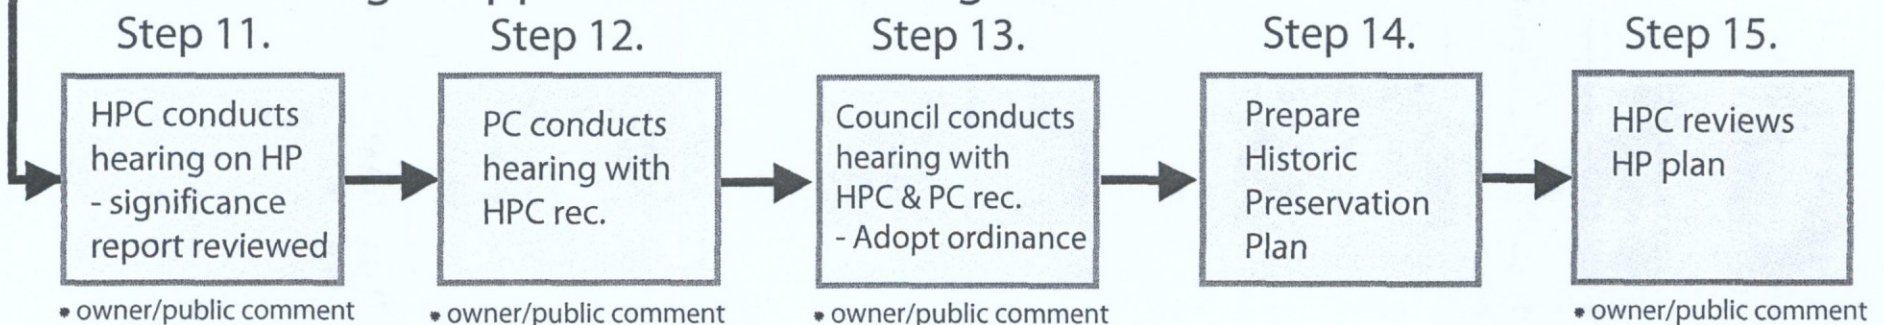 Step 11.
HPC conducts
hearing on HP
- significance
report reviewed
• owner/public comment
Step 12.
PC conducts
hearing with
HPC rec.
• owner/public comment
Step 13.
Council conducts
hearing with
HPC & PC rec.
- Adopt ordinance
• owner/public comment
Step 14.
Prepare
Historic
Preservation
Plan
Step 15.
HPC reviews
HP plan
• owner/public comment